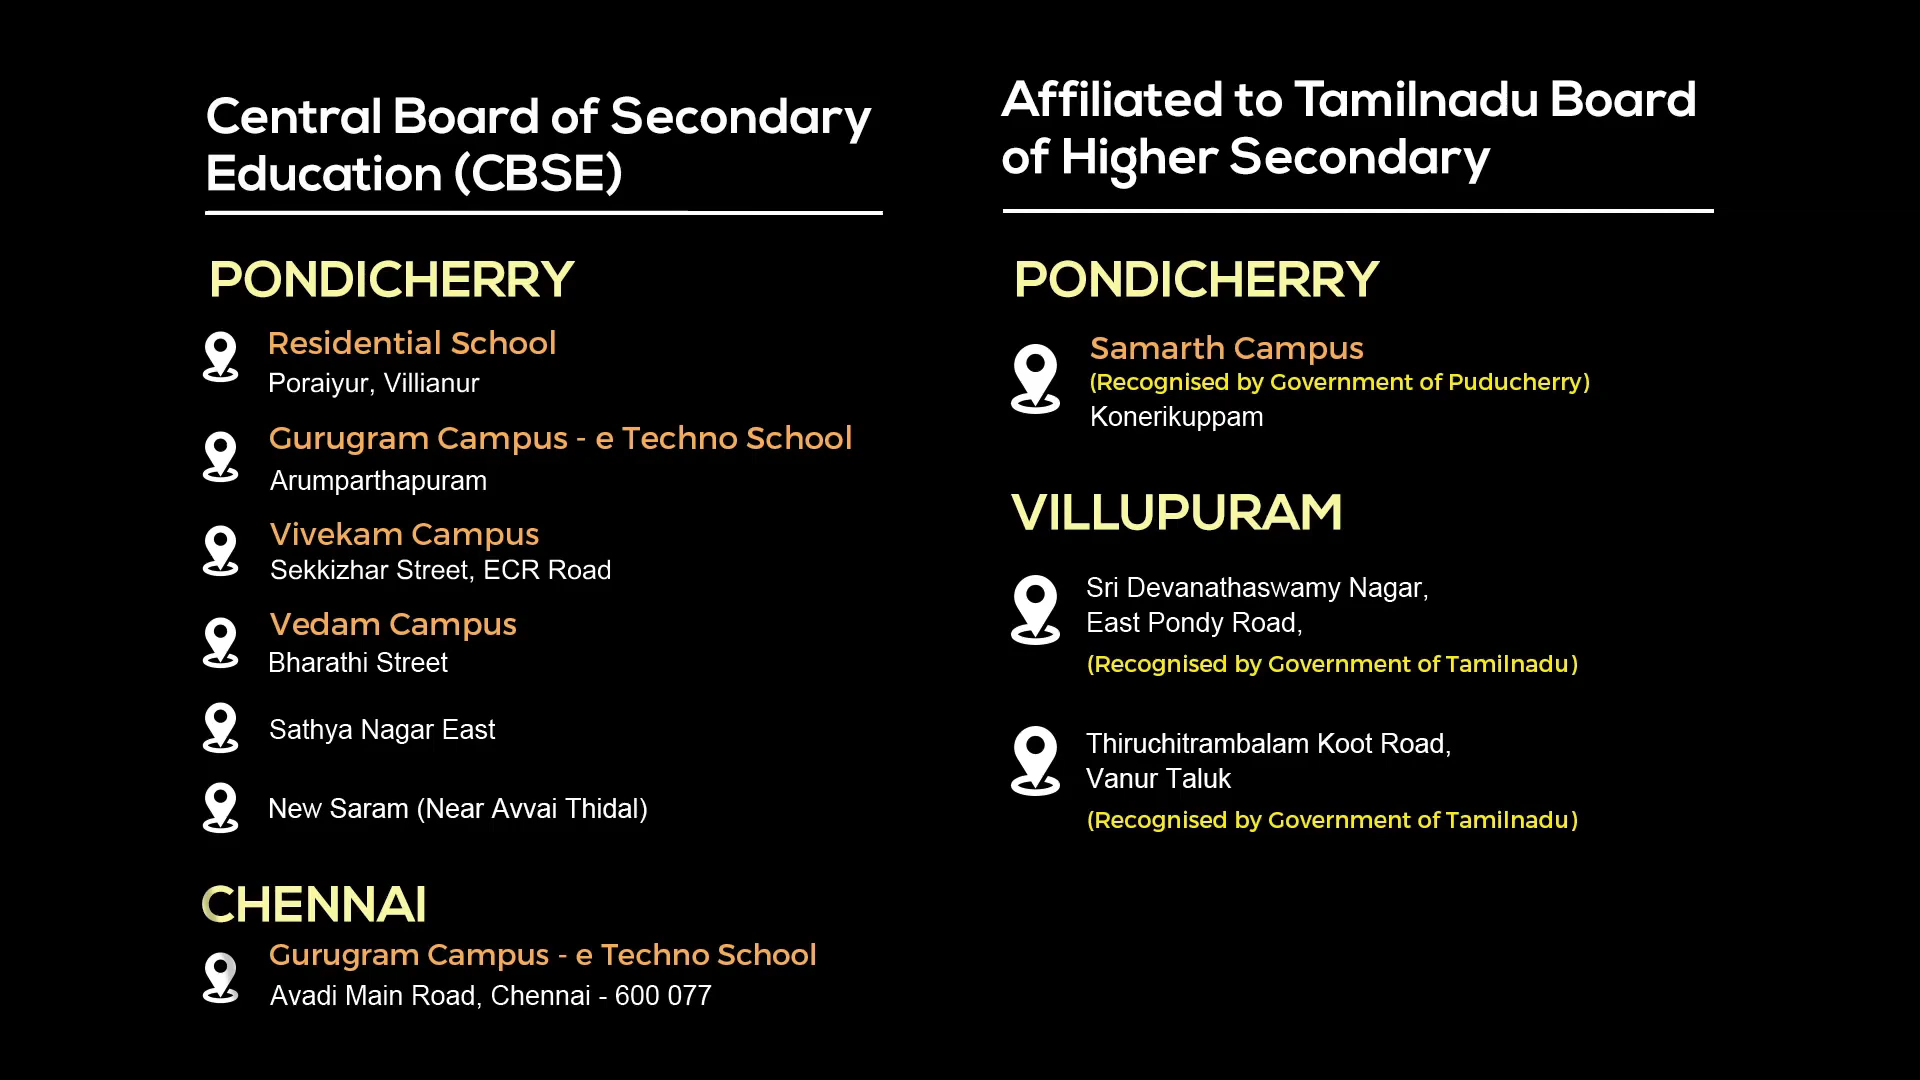 Central Board of Secondary
Education (CBSE)
PONDICHERRY
Residential School
Poraiyur, Villianur
Gurugram Campus - e Techno School
Arumparthapuram
Vivekam Campus
Sekkizhar Street, ECR Road
Vedam Campus
Bharathi Street
Sathya Nagar East
New Saram (Near Avvai Thidal)
CHENNAI
Gurugram Campus - e Techno School
Avadi Main Road, Chennai - 600 077
Affiliated to Tamilnadu Board
of Higher Secondary
PONDICHERRY
Samarth Campus
(Recognised by Government of Puducherry)
Konerikuppam
VILLUPURAM
Sri Devanathaswamy Nagar,
East Pondy Road,
(Recognised by Government of Tamilnadu)
Thiruchitrambalam Koot Road,
Vanur Taluk
(Recognised by Government of Tamilnadu)